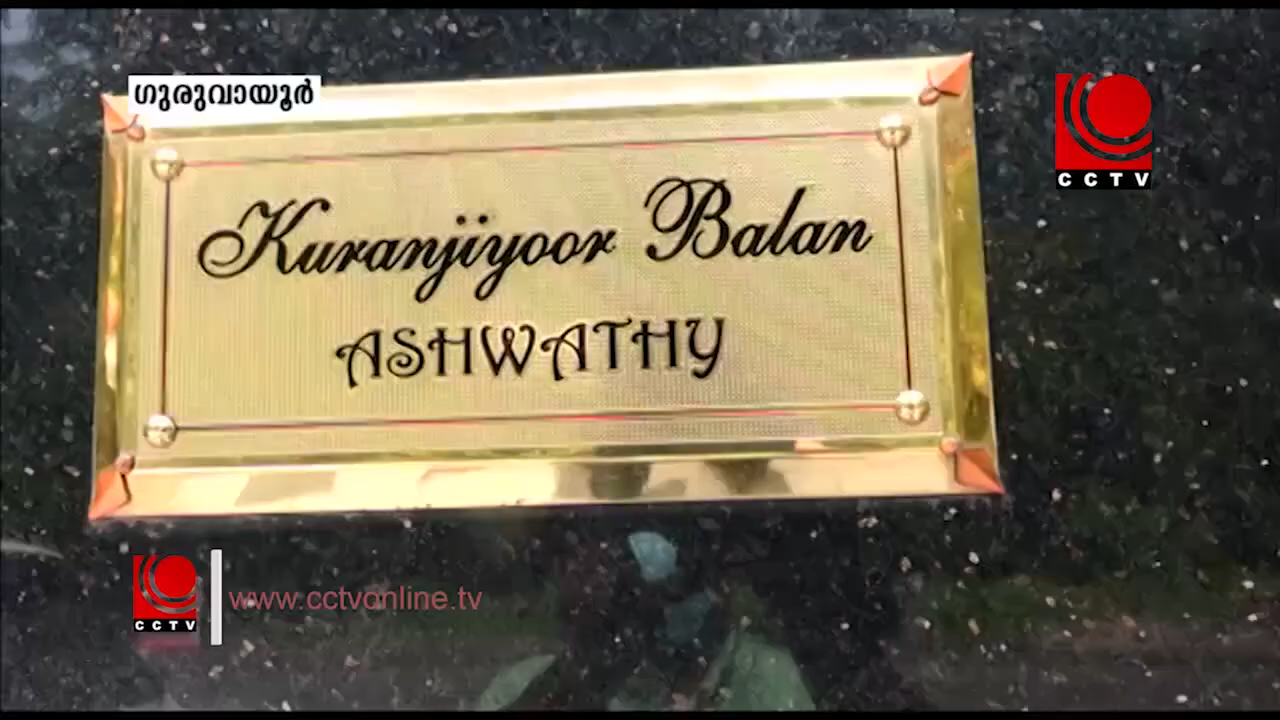 ഗുരുവായൂർ
CCTV
Kuranjiyoor Balan
ASHWATHY
CCTV
www.cctvonline.tv